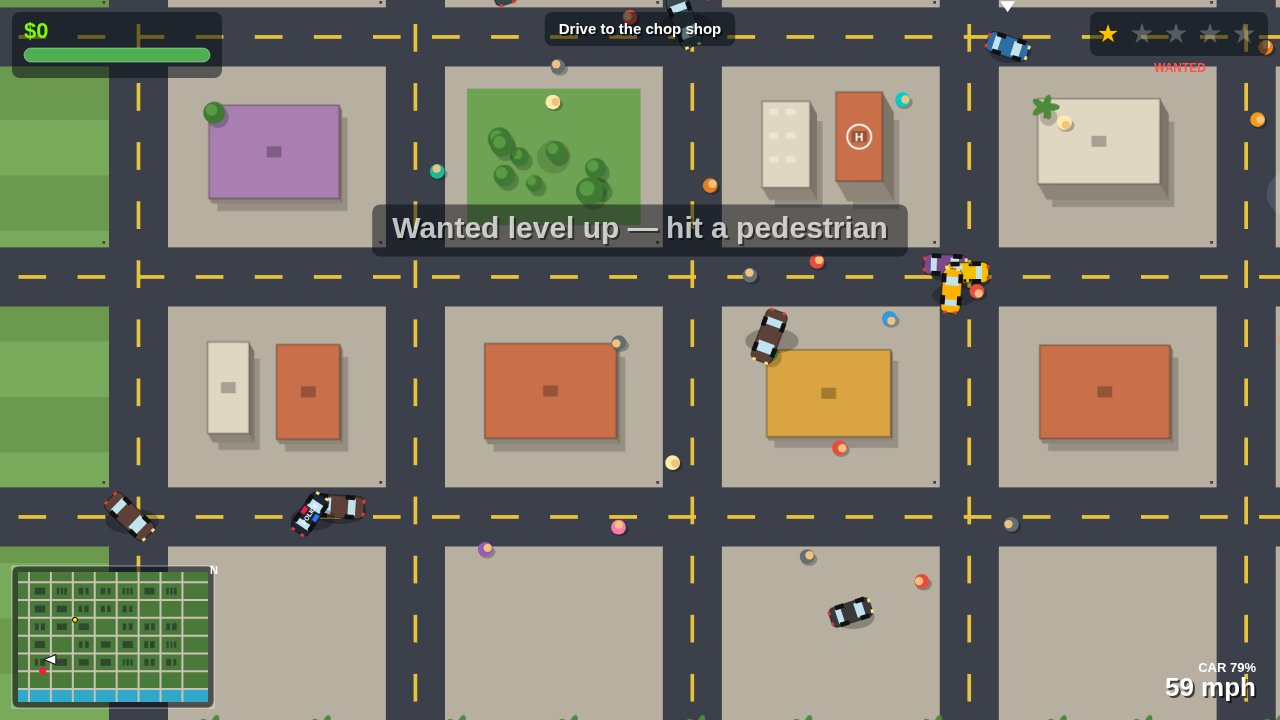 $0
Drive to the chop shop
WANTED
H
Wanted level up — hit a pedestrian
N
CAR 79%
59 mph